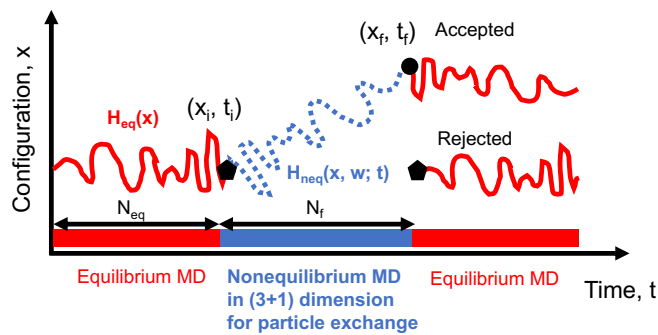 (x_f, t_f)
Accepted
Configuration, x
H_eq(x)
(x_i, t_i)
Rejected
H_neq(x, w; t)
N_eq
N_f
Equilibrium MD
Nonequilibrium MD
in (3+1) dimension
for particle exchange
Equilibrium MD
Time, t